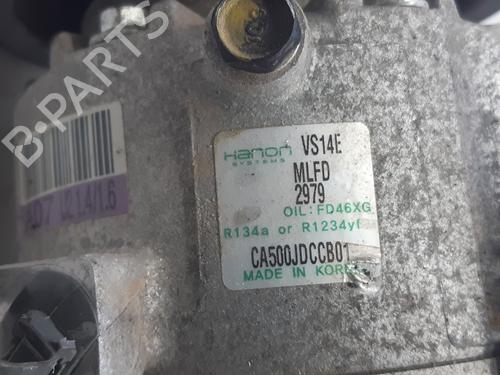 B-PARTS
Hanon VS14E
SYSTEMS
MLFD
2979
OIL:FD46XG
R134a or R1234yf
CA500JDCCB01
MADE IN KOREA